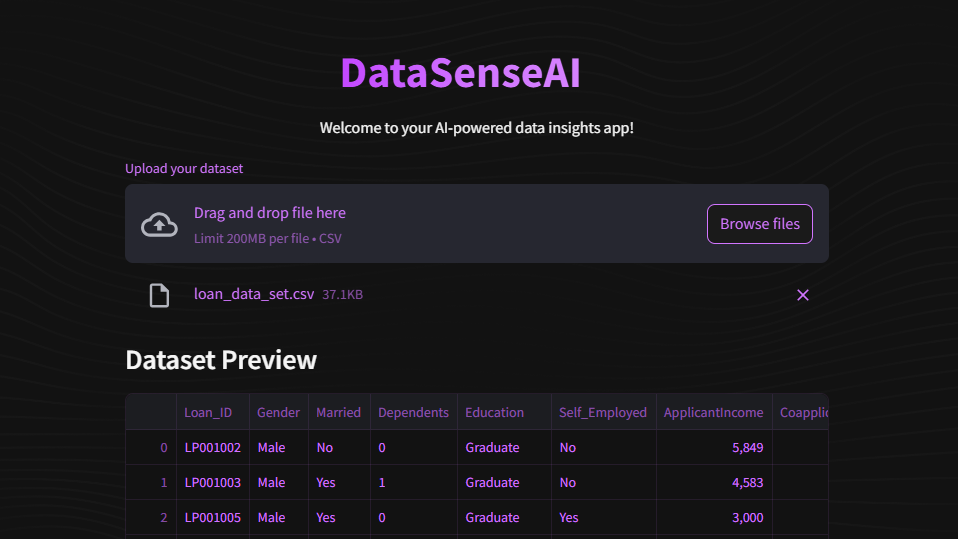 DataSenseAI
Welcome to your AI-powered data insights app!
Upload your dataset
Drag and drop file here
Limit 200MB per file • CSV
Browse files
loan_data_set.csv 37.1KB
Dataset Preview
Loan_ID Gender Married Dependents Education Self_Employed ApplicantIncome Coapplic
0 LP001002 Male No 0 Graduate No 5,849
1 LP001003 Male Yes 1 Graduate No 4,583
2 LP001005 Male Yes 0 Graduate Yes 3,000